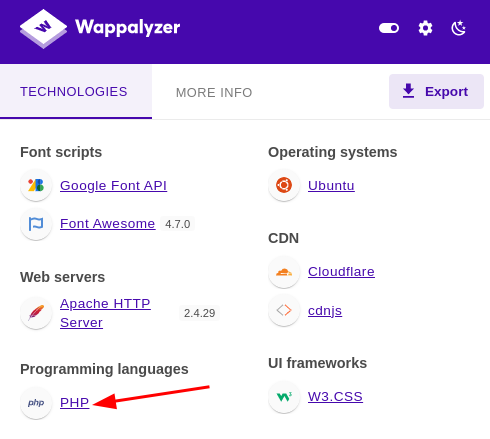 Wappalyzer
TECHNOLOGIES
MORE INFO
Export
Font scripts
Google Font API
Font Awesome 4.7.0
Web servers
Apache HTTP
Server 2.4.29
Programming languages
php PHP
Operating systems
Ubuntu
CDN
Cloudflare
cdnjs
UI frameworks
W3.CSS